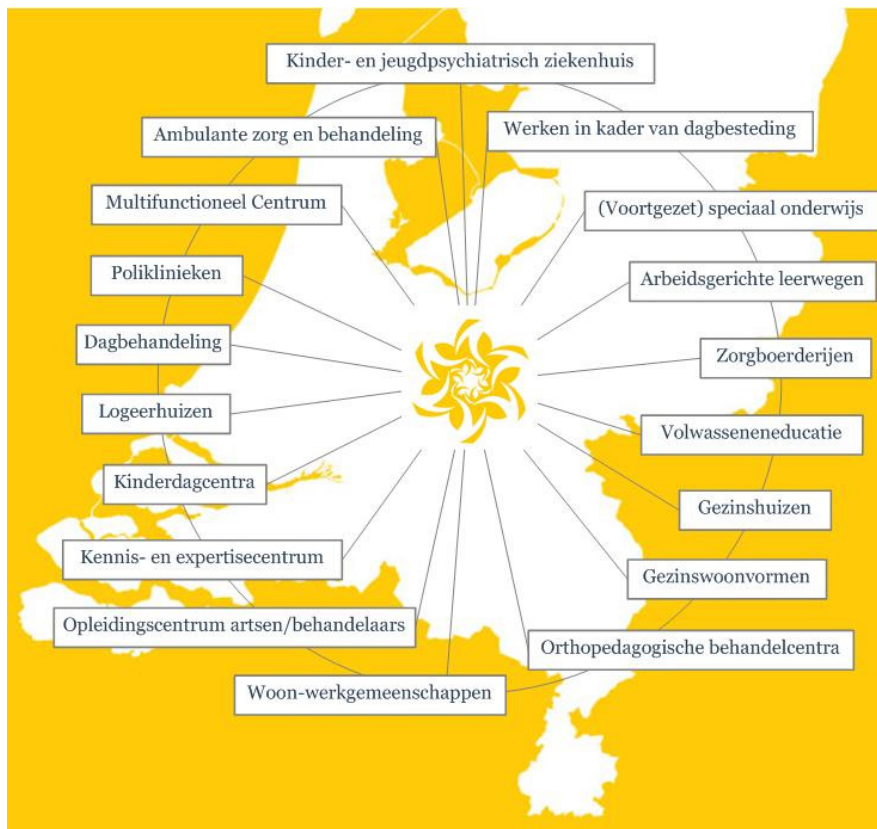 Kinder- en jeugdpsychiatrisch ziekenhuis
Ambulante zorg en behandeling
Werken in kader van dagbesteding
Multifunctioneel Centrum
(Voortgezet) speciaal onderwijs
Poliklinieken
Arbeidsgerichte leerwegen
Dagbehandeling
Zorgboerderijen
Logeerhuizen
Volwasseneneducatie
Kinderdagcentra
Gezinshuizen
Kennis- en expertisecentrum
Gezinswoonvormen
Opleidingscentrum artsen/behandelaars
Orthopedagogische behandelcentra
Woon-werkgemeenschappen